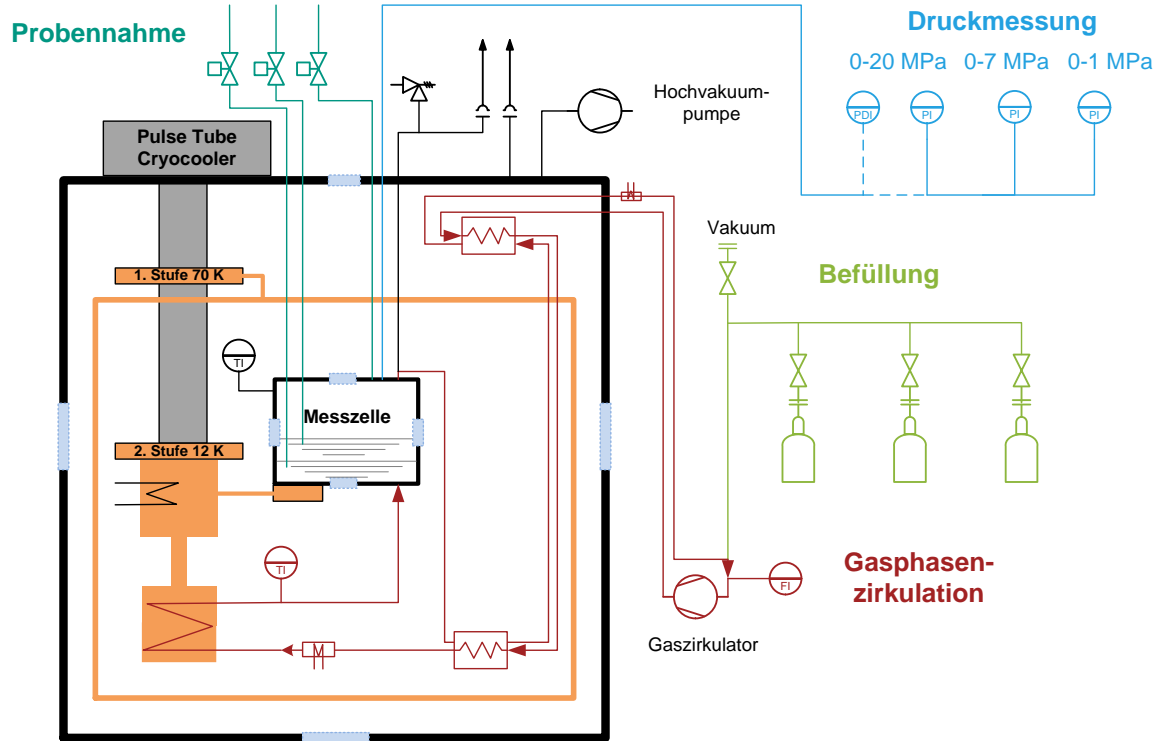 Probennahme
Druckmessung
0-20 MPa
0-7 MPa
0-1 MPa
Hochvakuum-
pumpe
PDI
PI
PI
PI
Pulse Tube
Cryocooler
Vakuum
Befüllung
1. Stufe 70 K
TI
Messzelle
2. Stufe 12 K
TI
Gasphasen-
zirkulation
FI
Gaszirkulator